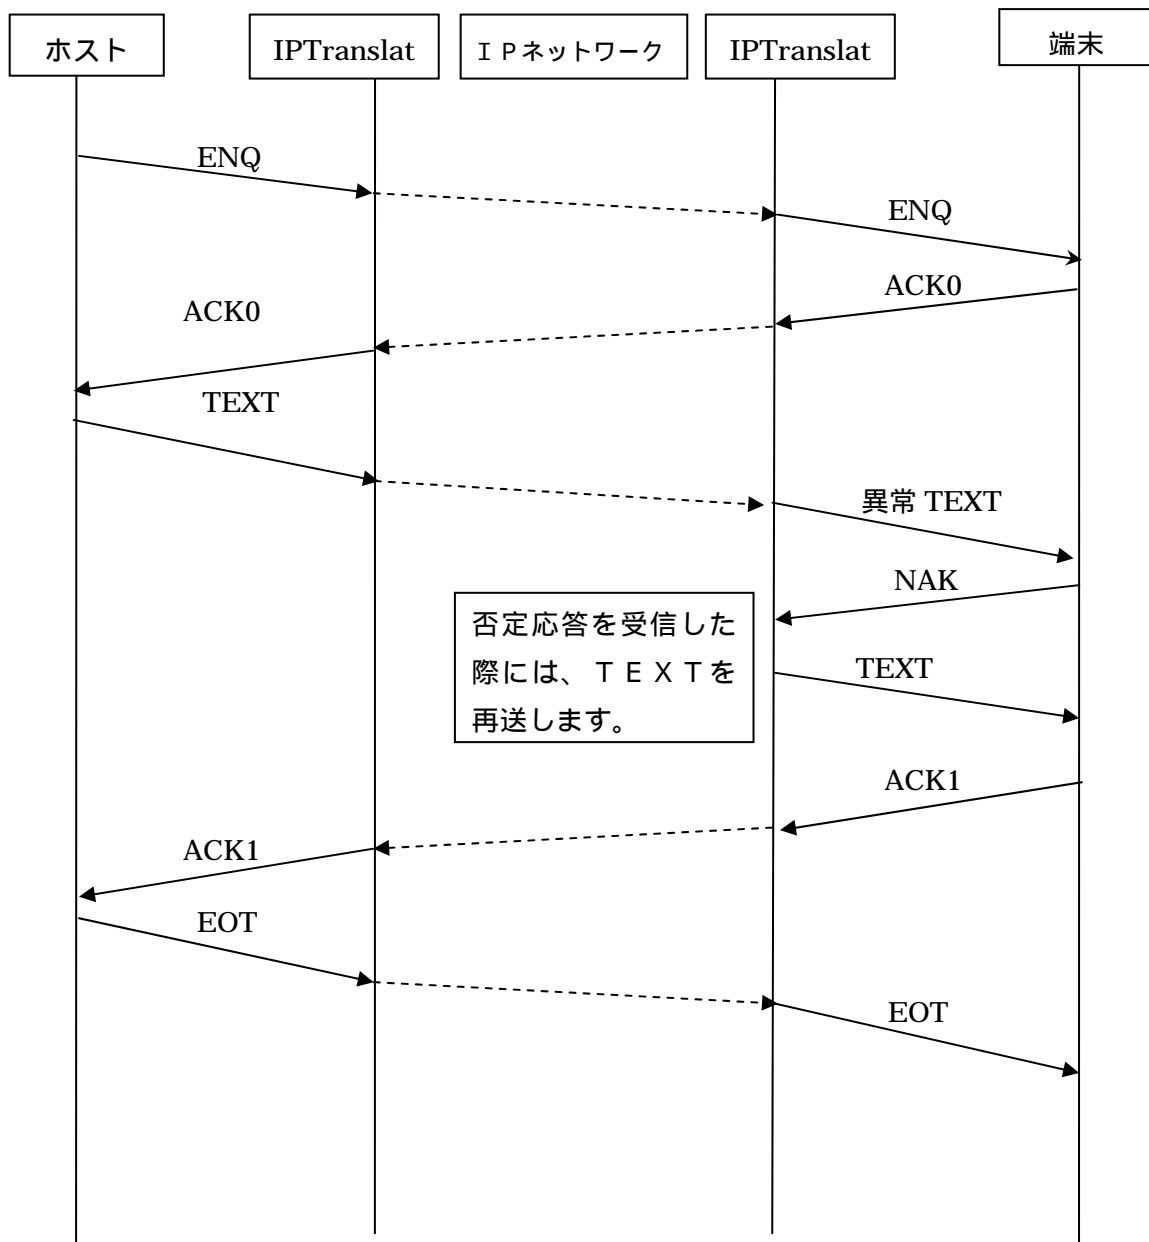 ホスト
IPTranslat
ＩＰネットワーク
IPTranslat
端末
ENQ
ENQ
ACK0
ACK0
TEXT
異常 TEXT
NAK
否定応答を受信した
際には、ＴＥＸＴを
再送します。
TEXT
ACK1
ACK1
EOT
EOT